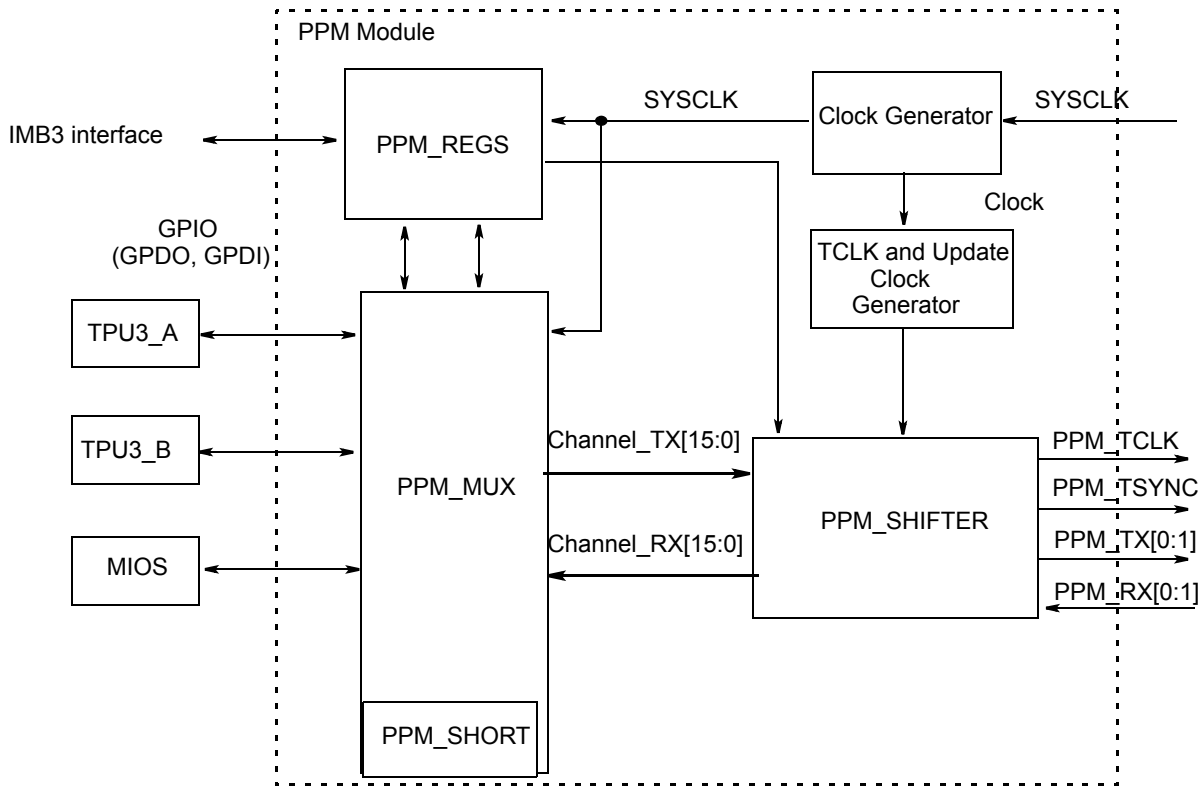 PPM Module
SYSCLK
Clock Generator
SYSCLK
IMB3 interface
PPM_REGS
Clock
GPIO
(GPDO, GPDI)
TCLK and Update
Clock
Generator
TPU3_A
Channel_TX[15:0]
PPM_TCLK
TPU3_B
PPM_MUX
PPM_TSYNC
PPM_SHIFTER
Channel_RX[15:0]
PPM_TX[0:1]
MIOS
PPM_RX[0:1]
PPM_SHORT